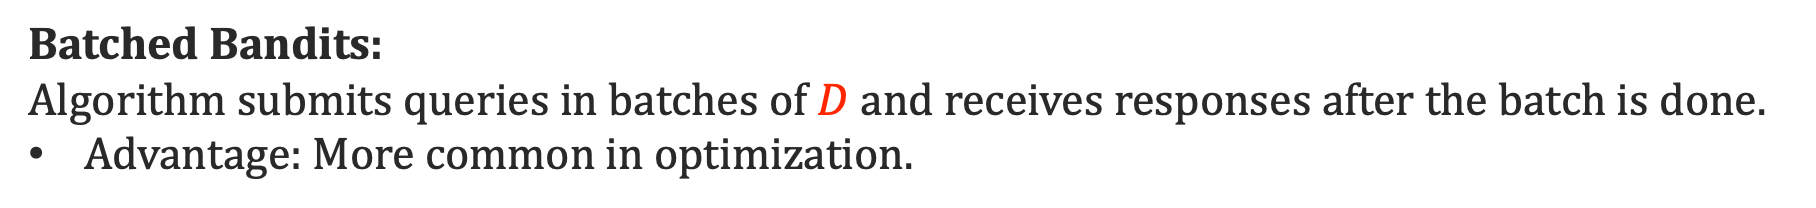 Batched Bandits:
Algorithm submits queries in batches of D and receives responses after the batch is done.
• Advantage: More common in optimization.